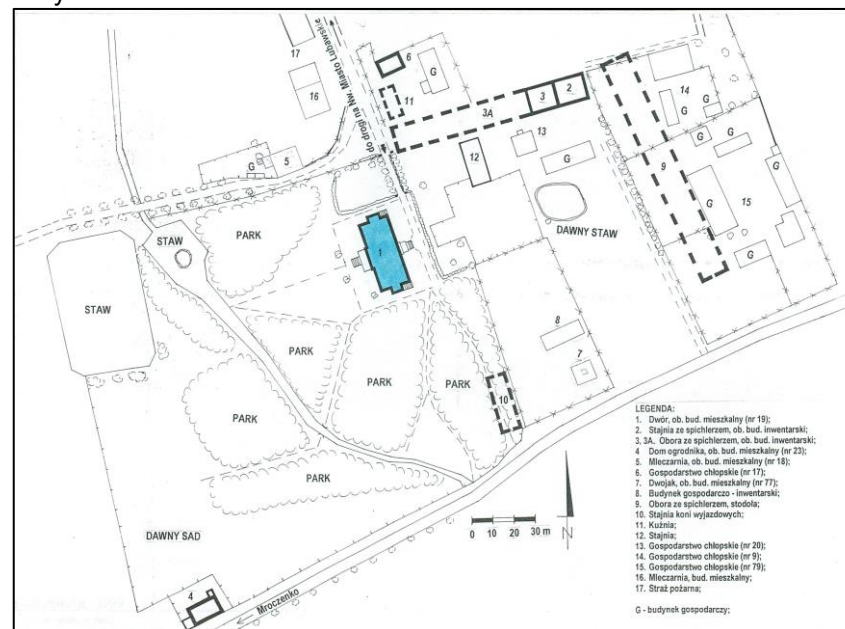 17
16
do drogi na Nw. Miasto Lubawskie
6
G
11
3A
3
2
14
G
G
G
G
G
5
12
13
G
9
G
15
PARK
1
DAWNY STAW
G
STAW
STAW
PARK
PARK
PARK
8
7
PARK
10
PARK
DAWNY SAD
4
Mroczenko
0 10 20 30 m
N
LEGENDA:
1. Dwór, ob. bud. mieszkalny (nr 19);
2. Stajnia ze spichlerzem, ob. bud. inwentarski;
3, 3A. Obora ze spichlerzem, ob. bud. inwentarski;
4 Dom ogrodnika, ob. bud. mieszkalny (nr 23);
5. Mleczarnia, ob. bud. mieszkalny (nr 18);
6. Gospodarstwo chłopskie (nr 17);
7. Dwojak, ob. bud. mieszkalny (nr 77);
8. Budynek gospodarczo - inwentarski;
9. Obora ze spichlerzem, stodoła;
10. Stajnia koni wyjazdowych;
11. Kuźnia;
12. Stajnia;
13. Gospodarstwo chłopskie (nr 20);
14. Gospodarstwo chłopskie (nr 9);
15. Gospodarstwo chłopskie (nr 79);
16. Mleczarnia, bud. mieszkalny;
17. Straż pożarna;
G - budynek gospodarczy;